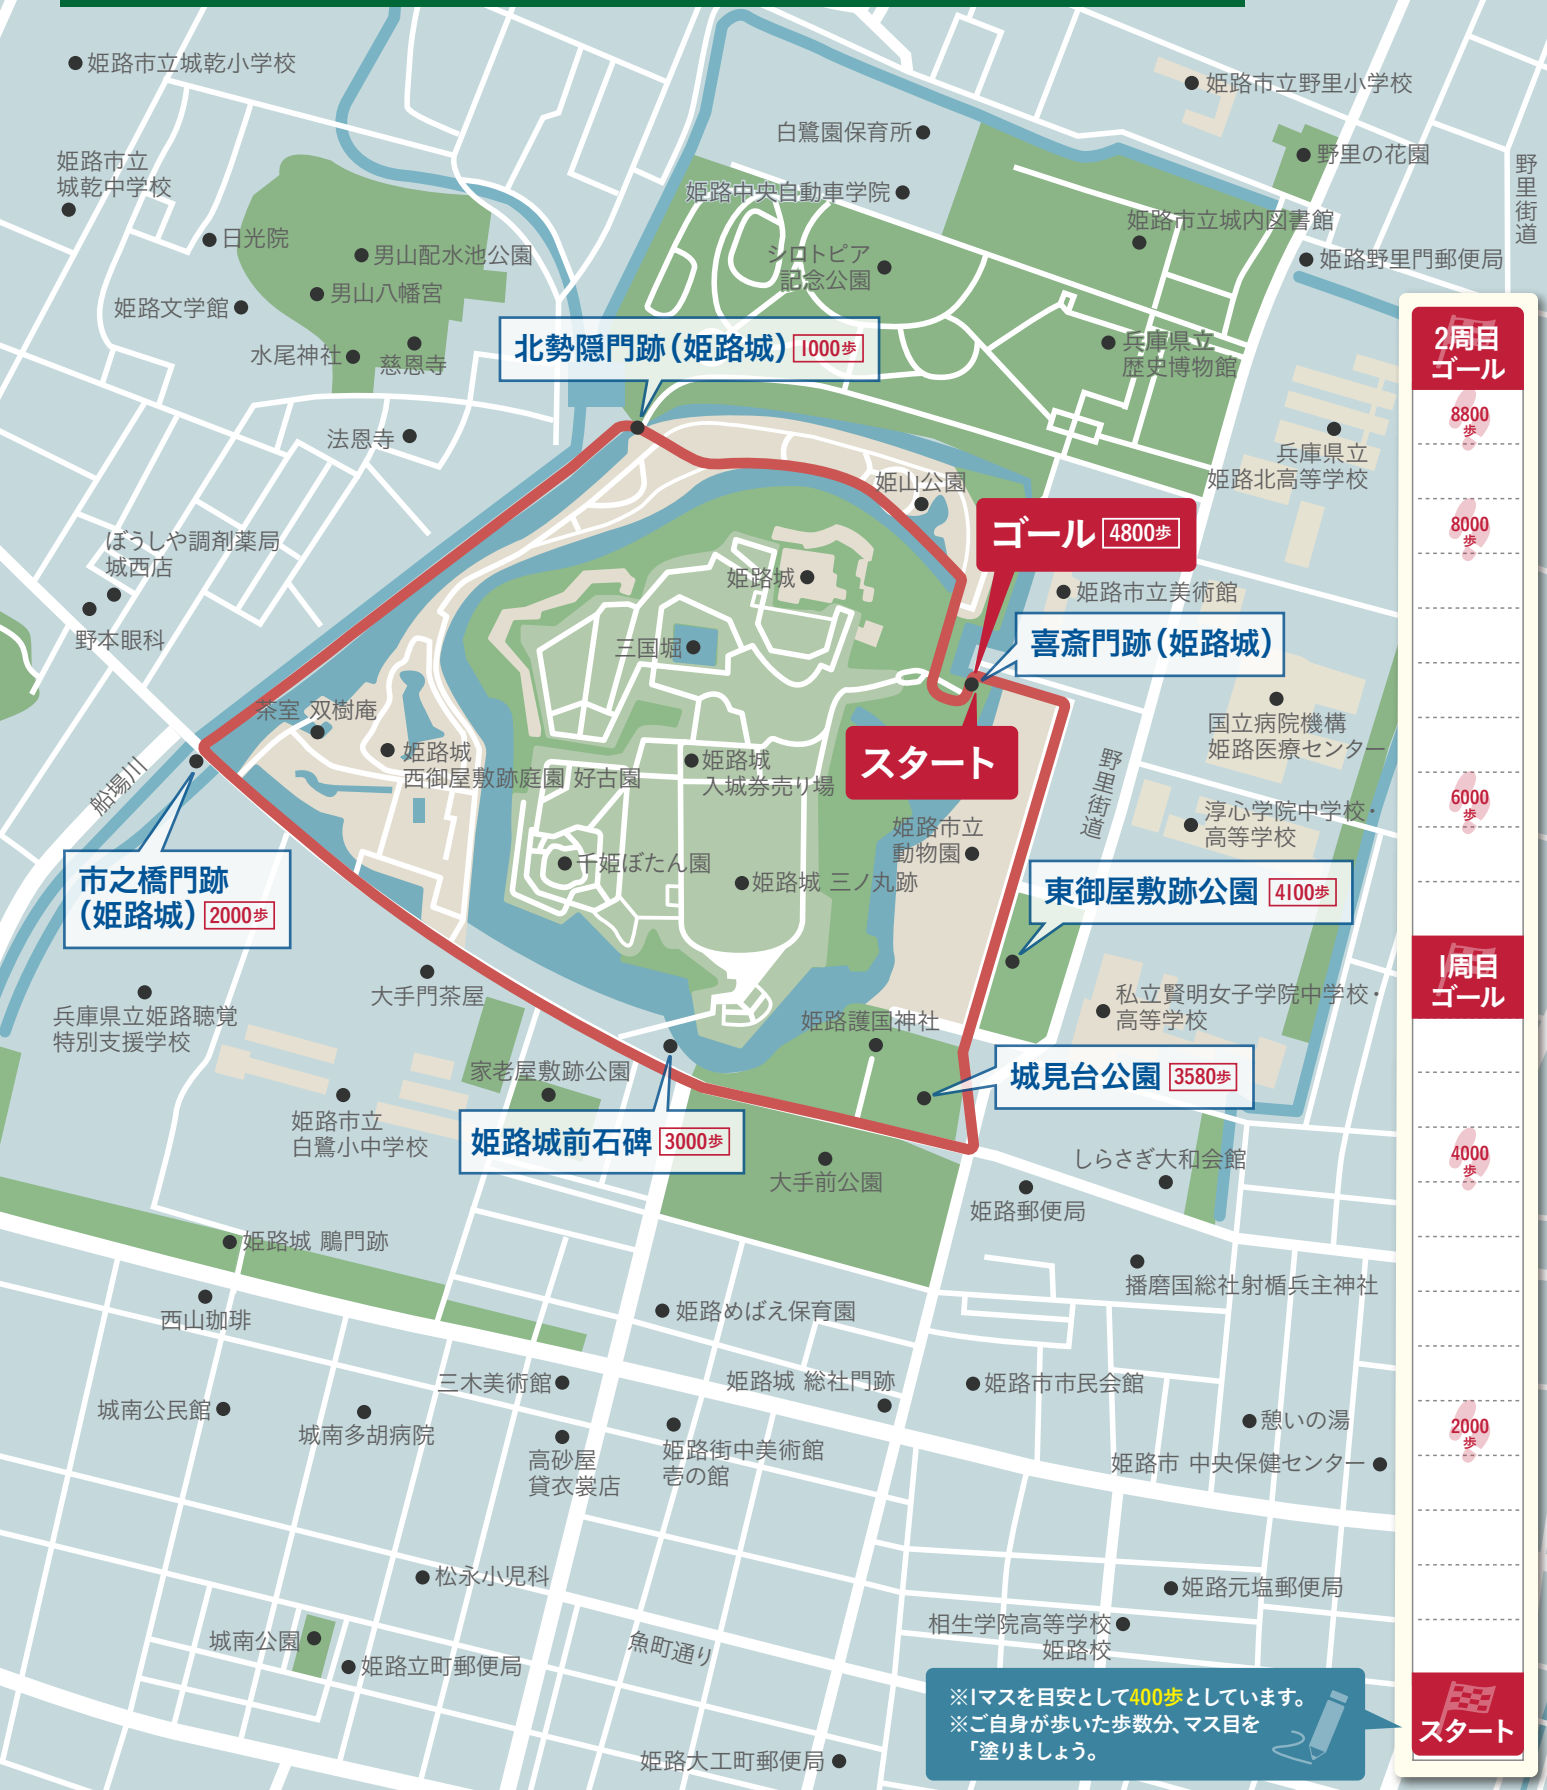 姫路市立城乾小学校
姫路市立野里小学校
白鷺園保育所
野里の花園
姫路市立
城乾中学校
野里街道
姫路中央自動車学院
姫路市立城内図書館
日光院
男山配水池公園
シロトピア
記念公園
姫路野里門郵便局
男山八幡宮
姫路文学館
水尾神社
慈恩寺
北勢隠門跡（姫路城） 1000歩
兵庫県立
歴史博物館
法恩寺
兵庫県立
姫路北高等学校
姫山公園
ゴール 4800歩
ぼうしや調剤薬局
城西店
姫路城
姫路市立美術館
野本眼科
三国堀
喜斎門跡（姫路城）
茶室 双樹庵
国立病院機構
姫路医療センター
姫路城
西御屋敷跡庭園 好古園
姫路城
入城券売り場
スタート
野里街道
船場川
姫路市立
動物園
淳心学院中学校・
高等学校
市之橋門跡
（姫路城） 2000歩
千姫ぼたん園
姫路城 三ノ丸跡
東御屋敷跡公園 4100歩
大手門茶屋
兵庫県立姫路聴覚
特別支援学校
私立賢明女子学院中学校・
高等学校
姫路護国神社
家老屋敷跡公園
城見台公園 3580歩
姫路市立
白鷺小中学校
姫路城前石碑 3000歩
大手前公園
しらさぎ大和会館
姫路郵便局
姫路城 鵰門跡
播磨国総社射楯兵主神社
西山珈琲
姫路めばえ保育園
三木美術館
姫路城 総社門跡
姫路市市民会館
城南公民館
城南多胡病院
高砂屋
貸衣裳店
姫路街中美術館
壱の館
憩いの湯
姫路市 中央保健センター
松永小児科
姫路元塩郵便局
相生学院高等学校
姫路校
城南公園
魚町通り
姫路立町郵便局
姫路大工町郵便局
※1マスを目安として400歩としています。
※ご自身が歩いた歩数分、マス目を
「塗りましょう。
2周目
ゴール
8800
歩
8000
歩
6000
歩
1周目
ゴール
4000
歩
2000
歩
スタート